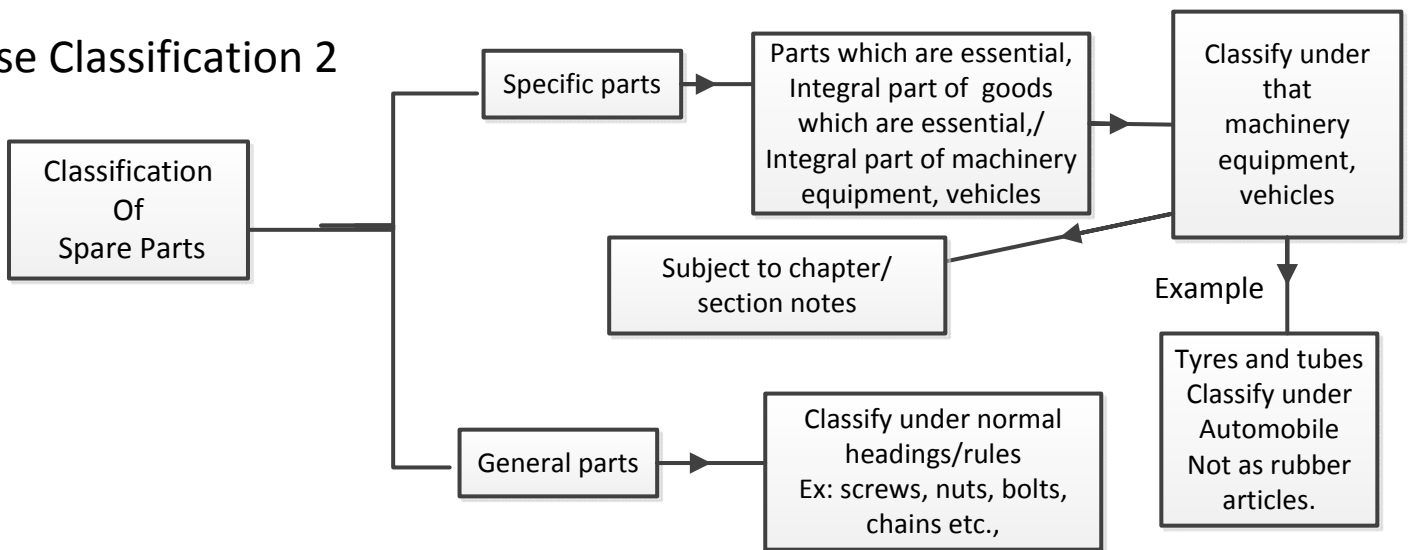 se Classification 2
Classification
Of
Spare Parts
Specific parts
Parts which are essential,
Integral part of goods
which are essential,/
Integral part of machinery
equipment, vehicles
Classify under
that
machinery
equipment,
vehicles
Subject to chapter/
section notes
Example
Tyres and tubes
Classify under
Automobile
Not as rubber
articles.
General parts
Classify under normal
headings/rules
Ex: screws, nuts, bolts,
chains etc.,